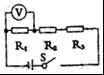 V
R₁ R₂ R₃
S